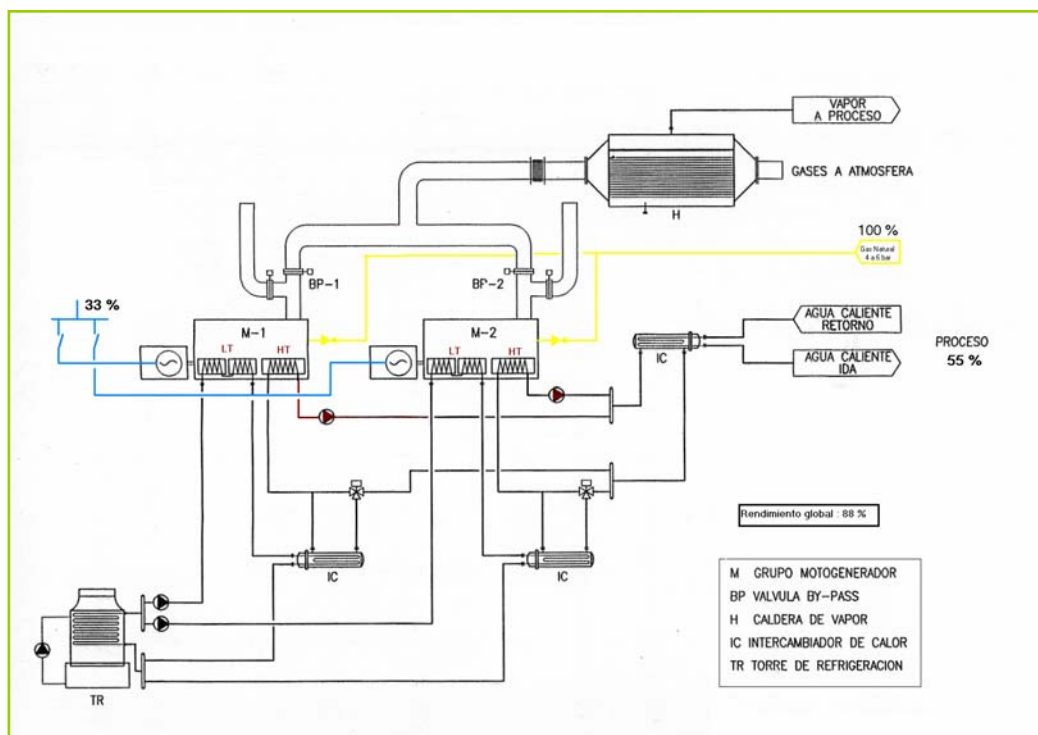 VAPOR
A PROCESO
GASES A ATMOSFERA
H
100 %
Gas Natural
4 a 6 bar
BP-1
BP-2
33 %
M-1
M-2
LT
HT
LT
HT
IC
AGUA CALIENTE
RETORNO
AGUA CALIENTE
IDA
PROCESO
55 %
Rendimiento global : 88 %
IC
IC
TR
M GRUPO MOTOGENERADOR
BP VALVULA BY-PASS
H CALDERA DE VAPOR
IC INTERCAMBIADOR DE CALOR
TR TORRE DE REFRIGERACION